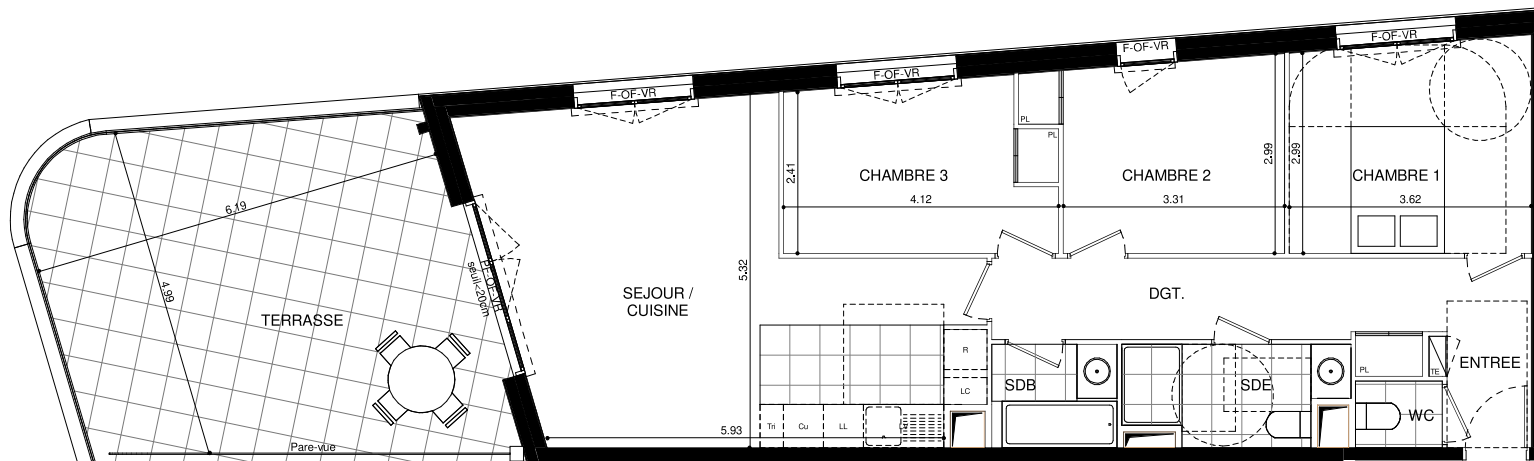 F-OF-VR
F-OF-VR
F-OF-VR
F-OF-VR
PL
PL
CHAMBRE 3
4.12
2.41
CHAMBRE 2
3.31
2.99
2.99
CHAMBRE 1
3.62
6.19
4.99
TERRASSE
PF-OF-VR
seuil<20cm
Pare-vue
SEJOUR /
CUISINE
5.32
5.93
DGT.
R
LC
Tri
Cu
LL
SDB
SDE
PL
TE
ENTREE
WC